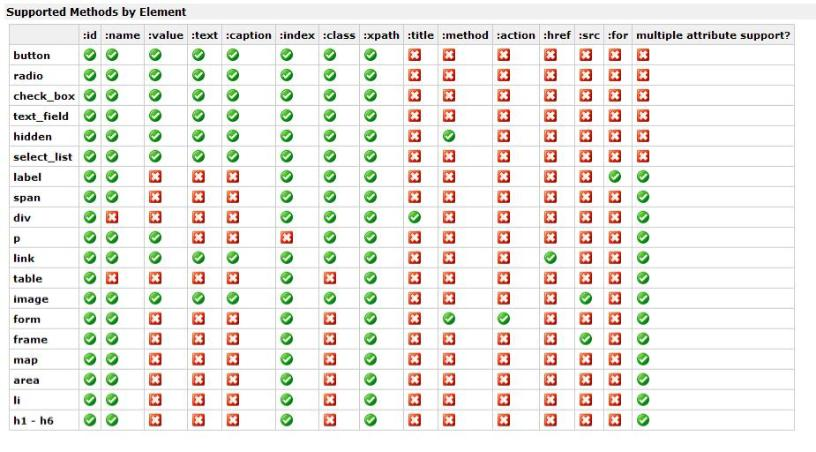 Supported Methods by Element
:id :name :value :text :caption :index :class :xpath :title :method :action :href :src :for multiple attribute support?
button
radio
check_box
text_field
hidden
select_list
label
span
div
p
link
table
image
form
frame
map
area
li
h1 - h6